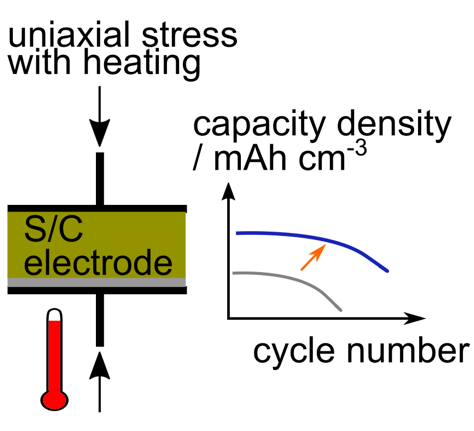 uniaxial stress
with heating
S/C
electrode
capacity density
/ mAh cm⁻³
cycle number